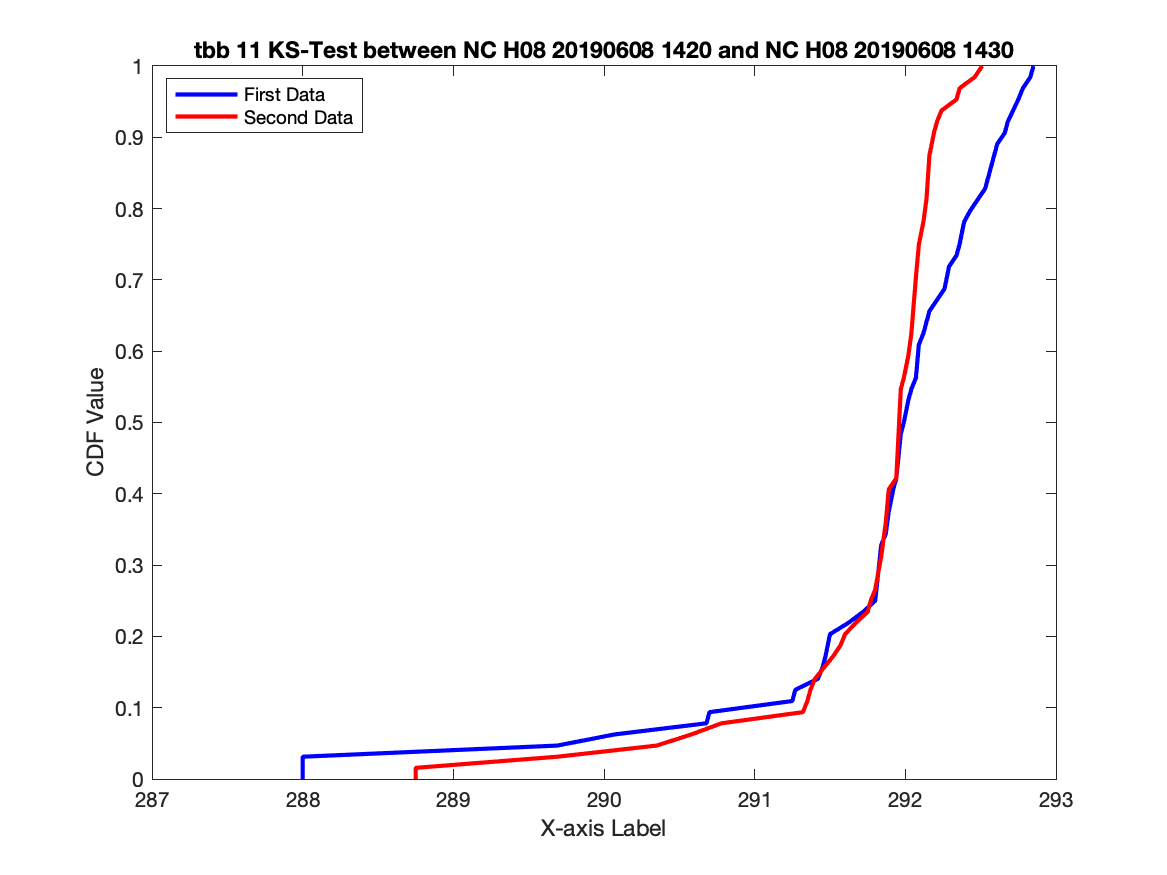 tbb 11 KS-Test between NC H08 20190608 1420 and NC H08 20190608 1430
First Data
Second Data
1
0.9
0.8
0.7
0.6
0.5
0.4
0.3
0.2
0.1
0
CDF Value
287 288 289 290 291 292 293
X-axis Label